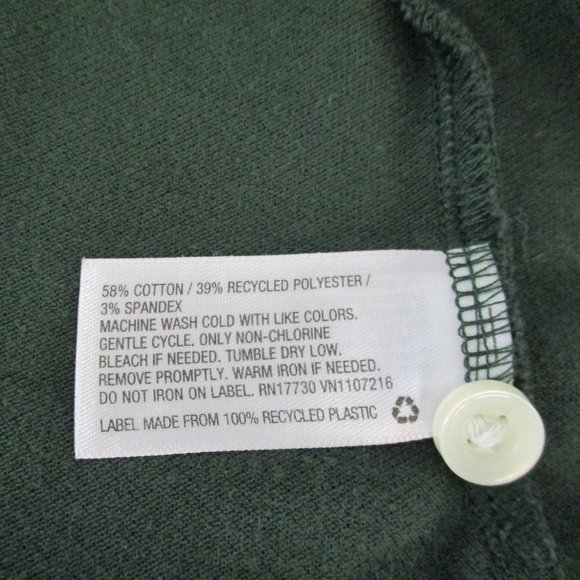 58% COTTON / 39% RECYCLED POLYESTER /
3% SPANDEX
MACHINE WASH COLD WITH LIKE COLORS.
GENTLE CYCLE. ONLY NON-CHLORINE
BLEACH IF NEEDED. TUMBLE DRY LOW.
REMOVE PROMPTLY. WARM IRON IF NEEDED.
DO NOT IRON ON LABEL. RN17730 VN1107216
LABEL MADE FROM 100% RECYCLED PLASTIC